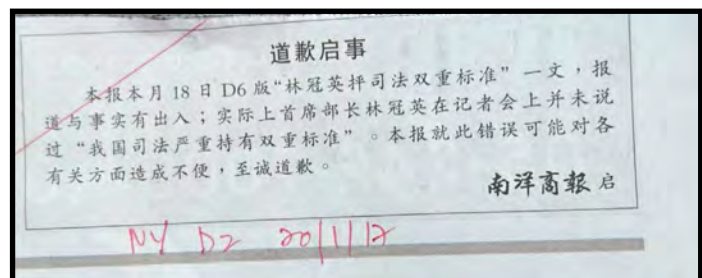 道歉启事
本报本月18日D6版“林冠英抨司法双重标准”一文，报
道与事实有出入；实际上首席部长林冠英在记者会上并未说
过“我国司法严重持有双重标准”。本报就此错误可能对各
有关方面造成不便，至诚道歉。
南洋商报 启
NY D2 20/1/12